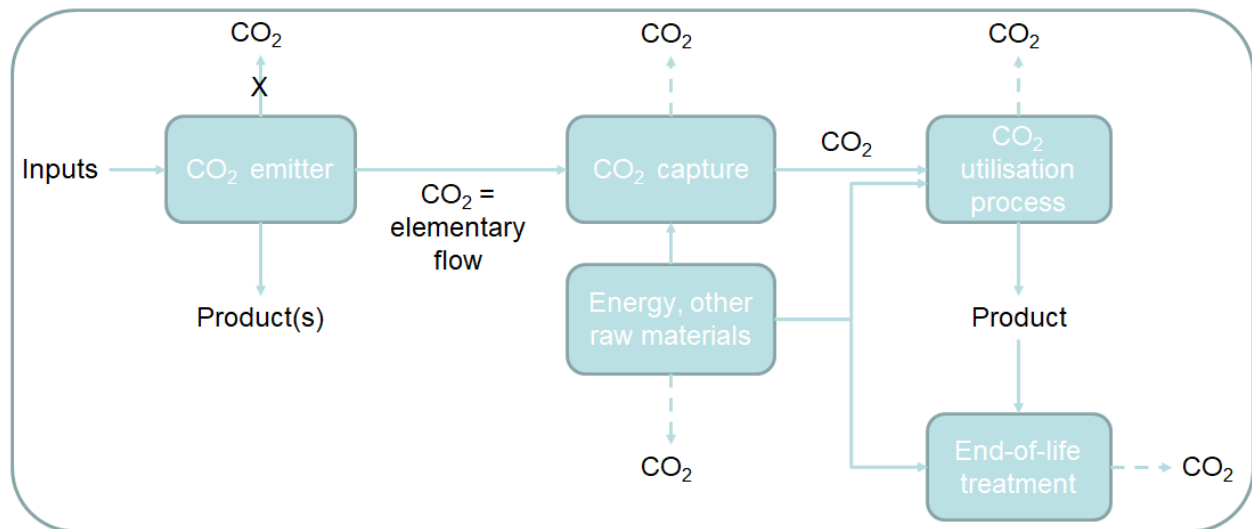 CO₂
CO₂
CO₂
X
Inputs
CO₂ emitter
CO₂ capture
CO₂
CO₂
utilisation
process
CO₂ =
elementary
flow
Product(s)
Energy, other
raw materials
Product
CO₂
End-of-life
treatment
CO₂